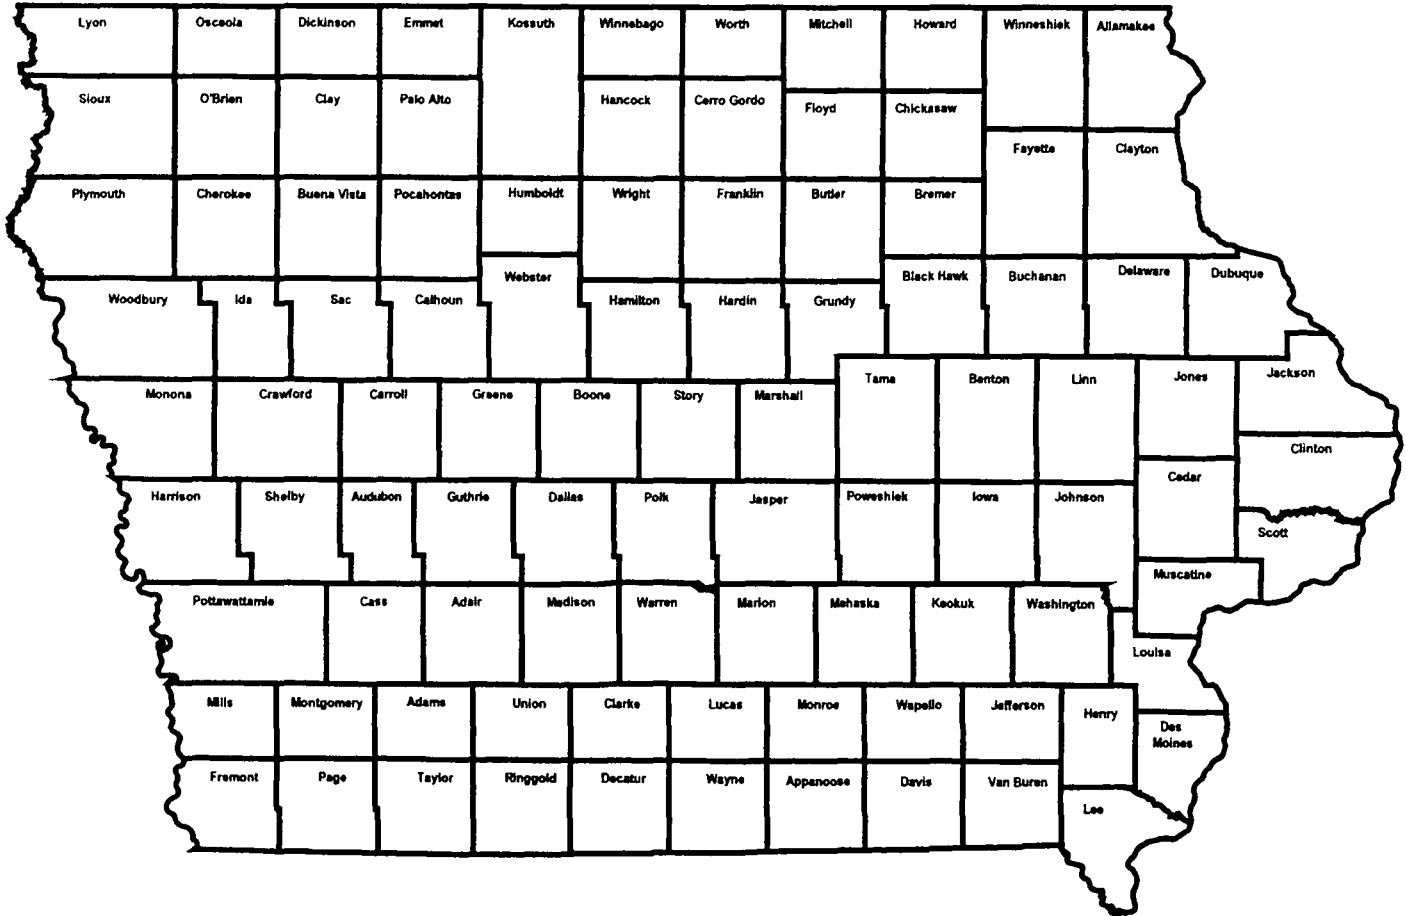 Lyon
Osceola
Dickinson
Emmet
Kossuth
Winnebago
Worth
Mitchell
Howard
Winneshiek
Allamakee
Sioux
O'Brien
Clay
Palo Alto
Hancock
Cerro Gordo
Floyd
Chickasaw
Fayette
Clayton
Plymouth
Cherokee
Buena Vista
Pocahontas
Humboldt
Wright
Franklin
Butler
Bremer
Woodbury
Ida
Sac
Calhoun
Webster
Hamilton
Hardin
Grundy
Black Hawk
Buchanan
Delaware
Dubuque
Monona
Crawford
Carroll
Greene
Boone
Story
Marshall
Tama
Benton
Linn
Jones
Jackson
Clinton
Harrison
Shelby
Audubon
Guthrie
Dallas
Polk
Jasper
Poweshiek
Iowa
Johnson
Cedar
Scott
Muscatine
Pottawattamie
Cass
Adair
Madison
Warren
Marion
Mahaska
Keokuk
Washington
Louisa
Mills
Montgomery
Adams
Union
Clarke
Lucas
Monroe
Wapello
Jefferson
Henry
Des
Moines
Fremont
Page
Taylor
Ringgold
Decatur
Wayne
Appanoose
Davis
Van Buren
Lee